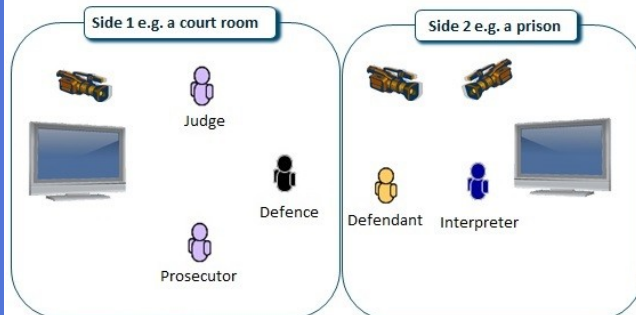 Side 1 e.g. a court room
Side 2 e.g. a prison
Judge
Defence
Defendant
Interpreter
Prosecutor